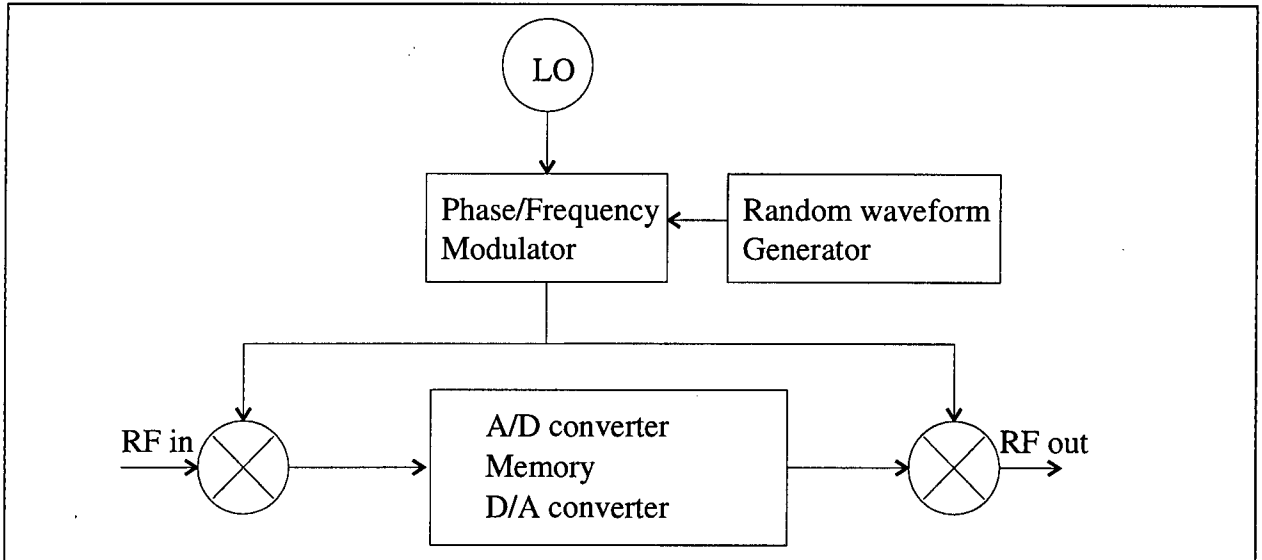 LO
Phase/Frequency
Modulator
Random waveform
Generator
RF in
A/D converter
Memory
D/A converter
RF out